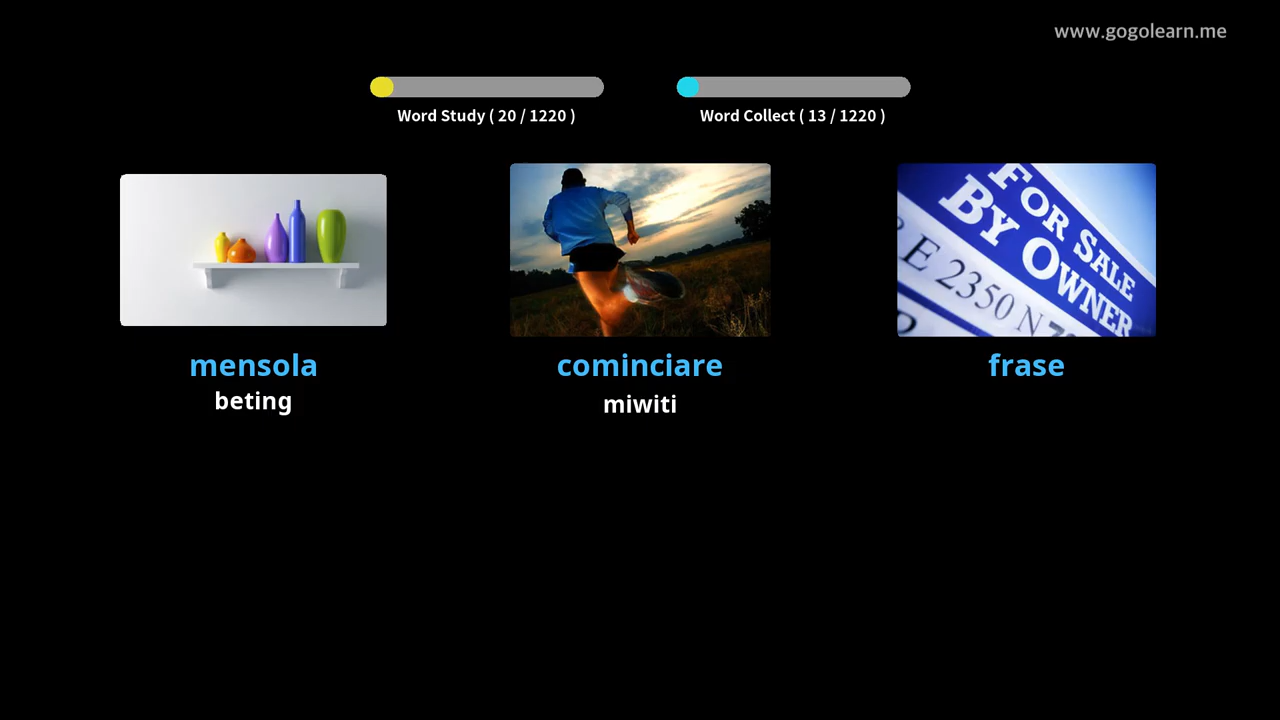 www.gogolearn.me
Word Study ( 20 / 1220 )
Word Collect ( 13 / 1220 )
FOR SALE
BY OWNER
E 2350 N
mensola
cominciare
frase
beting
miwiti